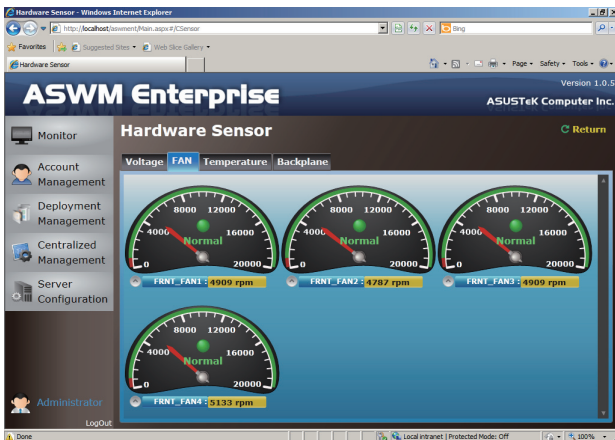 Hardware Sensor - Windows Internet Explorer
http://localhost/aswment/Main.aspx#/CSensor
Bing
Favorites
Suggested Sites
Web Slice Gallery
Hardware Sensor
Page
Safety
Tools
Version 1.0.5
ASWM Enterprise
ASUSTeK Computer Inc.
Monitor
Account
Management
Deployment
Management
Centralized
Management
Server
Configuration
Administrator
LogOut
Hardware Sensor
Return
Voltage FAN Temperature Backplane
8000 12000
4000 16000
Normal
0 20000
FRNT_FAN1 : 4909 rpm
8000 12000
4000 16000
Normal
0 20000
FRNT_FAN2 : 4787 rpm
8000 12000
4000 16000
Normal
0 20000
FRNT_FAN3 : 4909 rpm
8000 12000
4000 16000
Normal
0 20000
FRNT_FAN4 : 5133 rpm
Done
Local intranet | Protected Mode: Off
100%